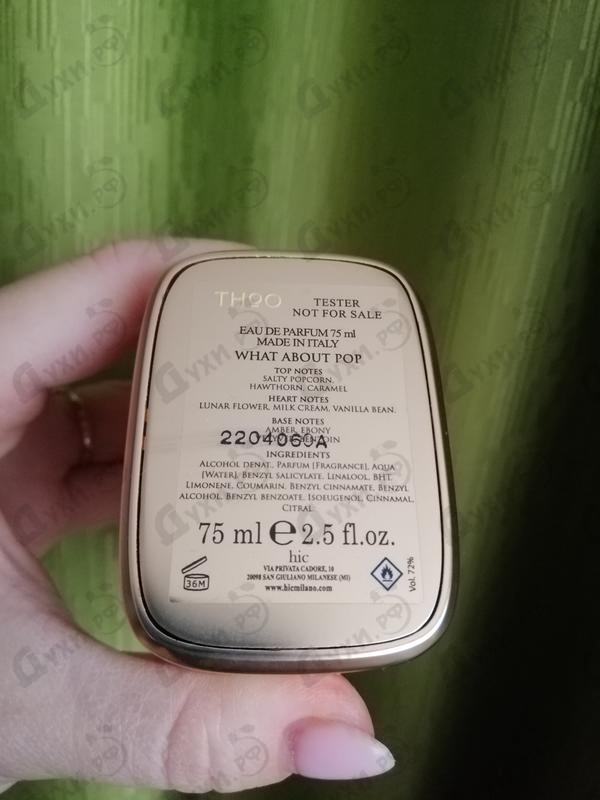 THOO
TESTER
NOT FOR SALE
EAU DE PARFUM 75 ml
MADE IN ITALY
WHAT ABOUT POP
TOP NOTES
SALTY POPCORN,
HAWTHORN, CARAMEL
HEART NOTES
LUNAR FLOWER, MILK CREAM, VANILLA BEAN,
BASE NOTES
AMBER, EBONY
BENZOIN
2204060A
INGREDIENTS
ALCOHOL DENAT., PARFUM [FRAGRANCE], AQUA
[WATER], BENZYL SALICYLATE, LINALOOL, BHT,
LIMONENE, COUMARIN, BENZYL CINNAMATE, BENZYL
ALCOHOL, BENZYL BENZOATE, ISOEUGENOL, CINNAMAL,
CITRAL.
75 ml e 2.5 fl.oz.
hic
VIA PRIVATA CADORE, 10
20098 SAN GIULIANO MILANESE (MI)
www.hicmilano.com
36M
Vol. 72%
Духи.рф